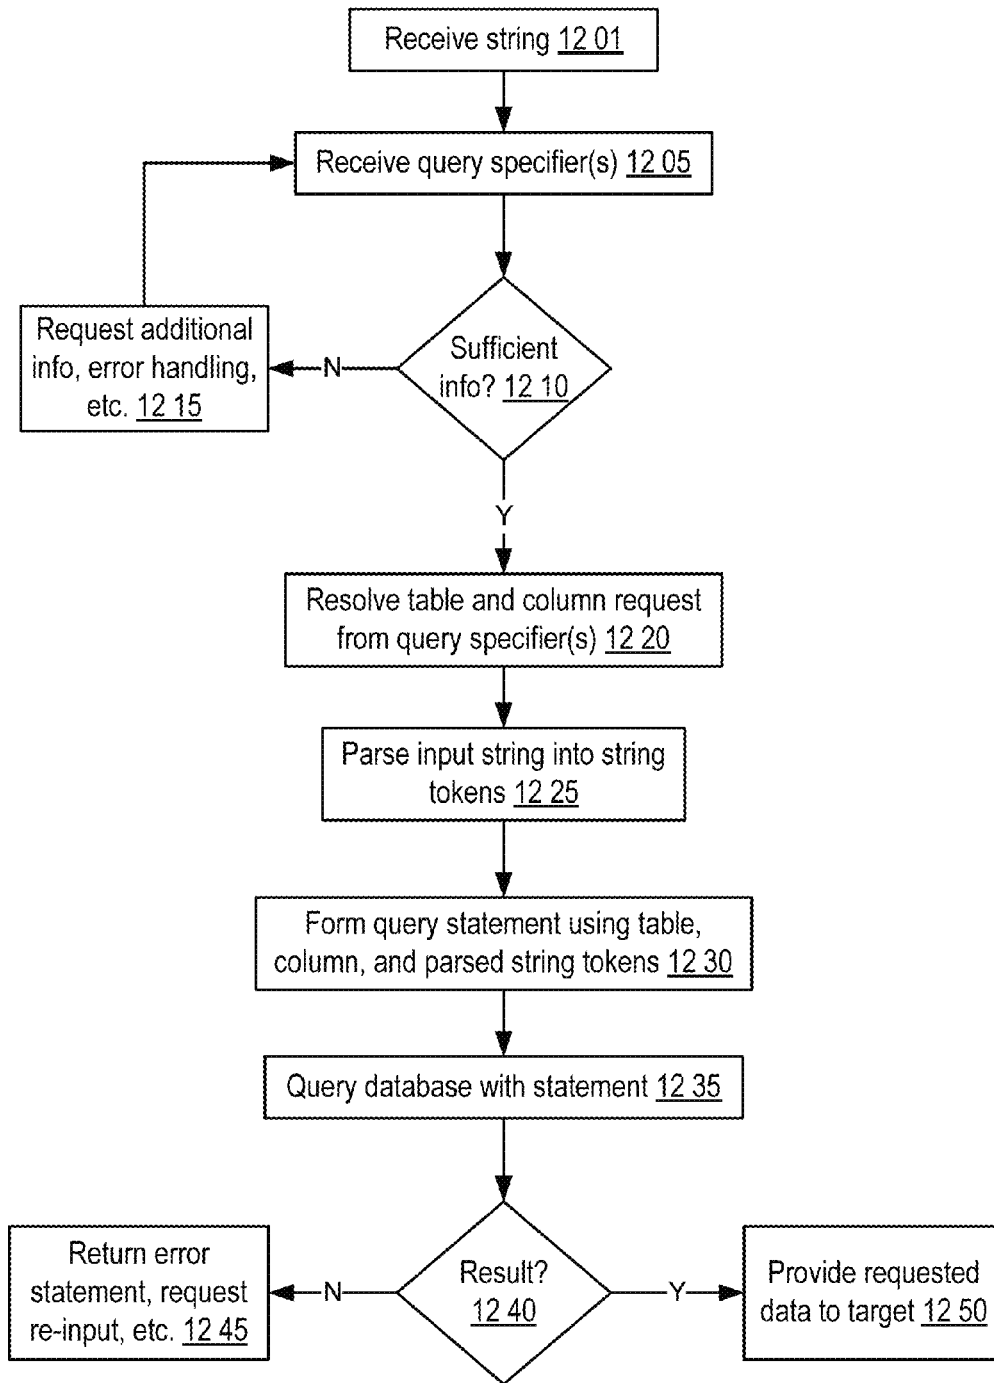 Receive string 12 01
Receive query specifier(s) 12 05
Sufficient
info? 12 10
N
Request additional
info, error handling,
etc. 12 15
Y
Resolve table and column request
from query specifier(s) 12 20
Parse input string into string
tokens 12 25
Form query statement using table,
column, and parsed string tokens 12 30
Query database with statement 12 35
Result?
12 40
N
Return error
statement, request
re-input, etc. 12 45
Y
Provide requested
data to target 12 50